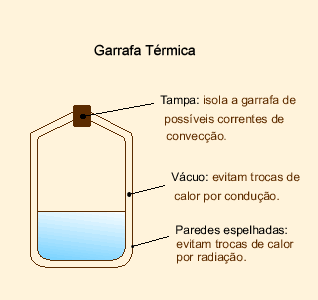 Garrafa Térmica
Tampa: isola a garrafa de
possíveis correntes de
convecção.
Vácuo: evitam trocas de
calor por condução.
Paredes espelhadas:
evitam trocas de calor
por radiação.